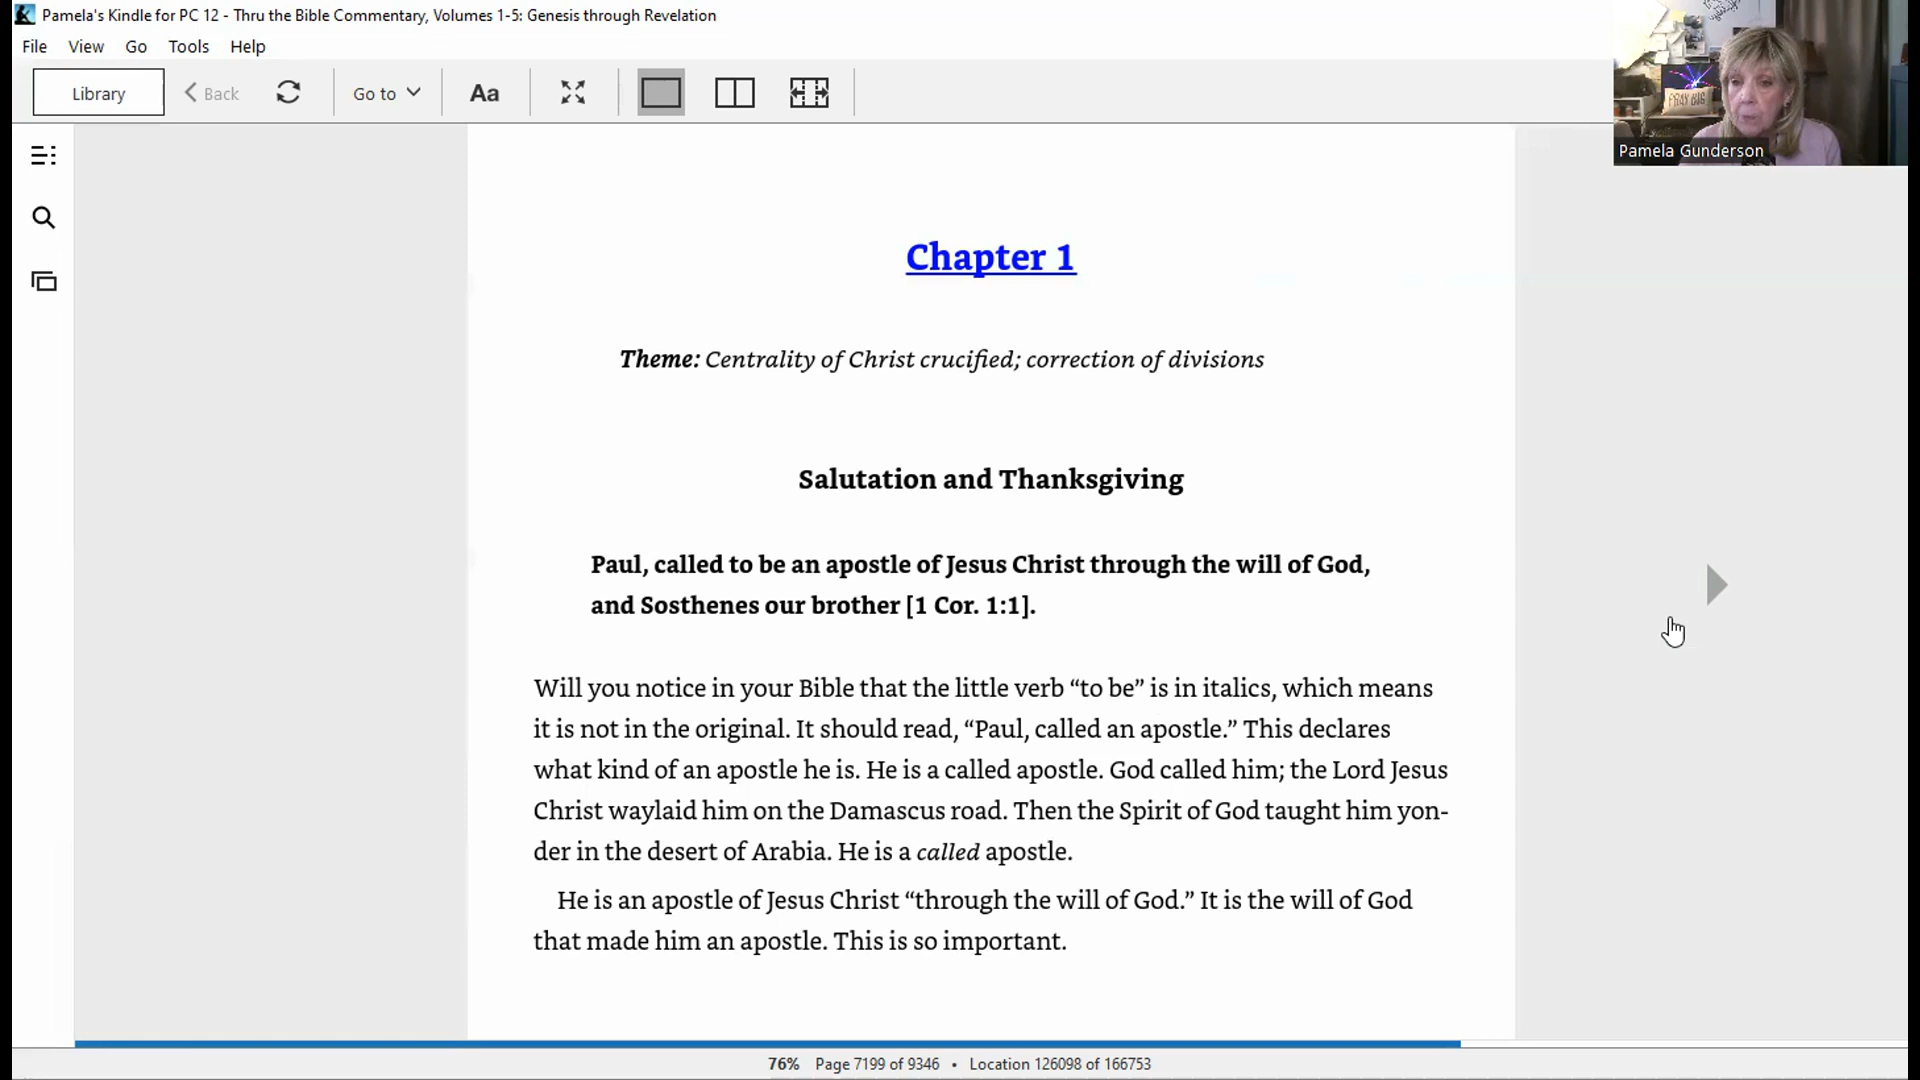 Pamela's Kindle for PC 12 - Thru the Bible Commentary, Volumes 1-5: Genesis through Revelation
File View Go Tools Help
Library Back Go to Aa
PRAY BIG
Pamela Gunderson
Chapter 1
Theme: Centrality of Christ crucified; correction of divisions
Salutation and Thanksgiving
Paul, called to be an apostle of Jesus Christ through the will of God,
and Sosthenes our brother [1 Cor. 1:1].
Will you notice in your Bible that the little verb “to be” is in italics, which means
it is not in the original. It should read, “Paul, called an apostle.” This declares
what kind of an apostle he is. He is a called apostle. God called him; the Lord Jesus
Christ waylaid him on the Damascus road. Then the Spirit of God taught him yon-
der in the desert of Arabia. He is a called apostle.
He is an apostle of Jesus Christ “through the will of God.” It is the will of God
that made him an apostle. This is so important.
76% Page 7199 of 9346 • Location 126098 of 166753